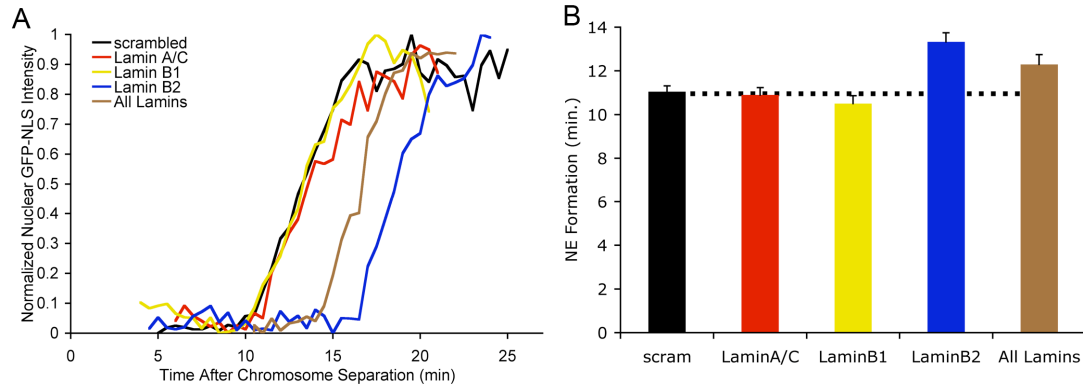 A
Normalized Nuclear GFP-NLS Intensity
1
0.9
0.8
0.7
0.6
0.5
0.4
0.3
0.2
0.1
0
scrambled
Lamin A/C
Lamin B1
Lamin B2
All Lamins
0
5
10
15
20
25
Time After Chromosome Separation (min)
B
NE Formation (min.)
14
12
10
8
6
4
2
0
scram
LaminA/C
LaminB1
LaminB2
All Lamins